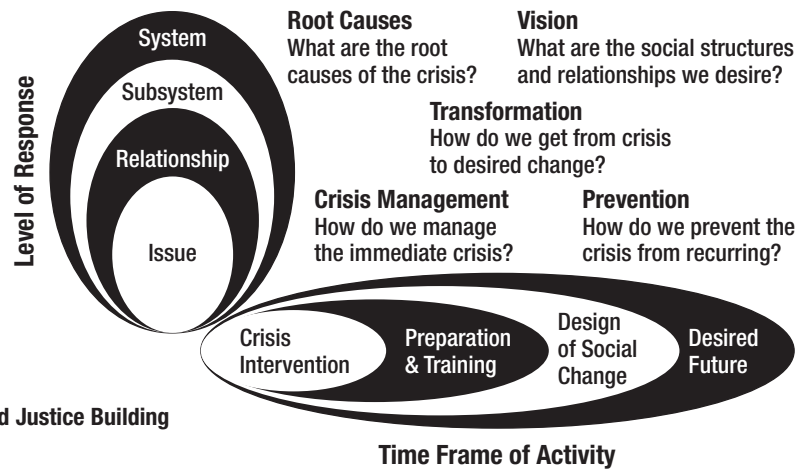 Level of Response
System
Subsystem
Relationship
Issue
Root Causes
What are the root
causes of the crisis?
Vision
What are the social structures
and relationships we desire?
Transformation
How do we get from crisis
to desired change?
Crisis Management
How do we manage
the immediate crisis?
Prevention
How do we prevent the
crisis from recurring?
Crisis
Intervention
Preparation
& Training
Design
of Social
Change
Desired
Future
Justice Building
Time Frame of Activity